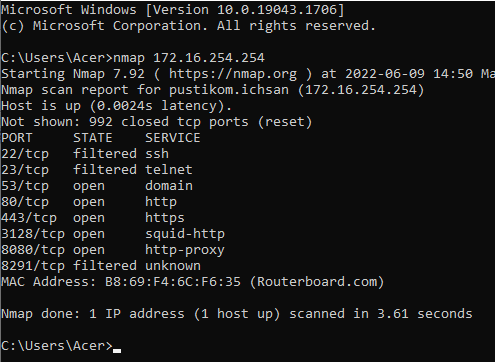 Microsoft Windows [Version 10.0.19043.1706]
(c) Microsoft Corporation. All rights reserved.
C:\Users\Acer>nmap 172.16.254.254
Starting Nmap 7.92 ( https://nmap.org ) at 2022-06-09 14:50 Ma
Nmap scan report for pustikom.ichsan (172.16.254.254)
Host is up (0.0024s latency).
Not shown: 992 closed tcp ports (reset)
PORT     STATE    SERVICE
22/tcp   filtered ssh
23/tcp   filtered telnet
53/tcp   open     domain
80/tcp   open     http
443/tcp  open     https
3128/tcp open     squid-http
8080/tcp open     http-proxy
8291/tcp filtered unknown
MAC Address: B8:69:F4:6C:F6:35 (Routerboard.com)
Nmap done: 1 IP address (1 host up) scanned in 3.61 seconds
C:\Users\Acer>